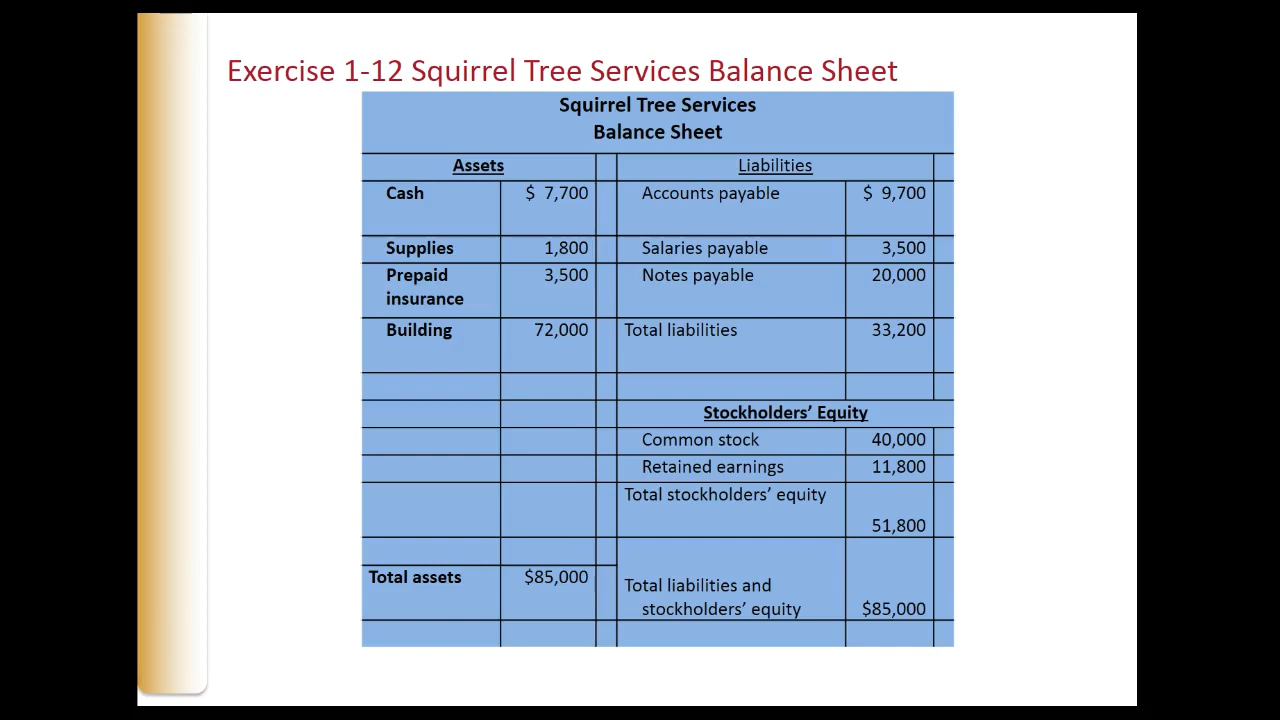 Exercise 1-12 Squirrel Tree Services Balance Sheet
Squirrel Tree Services
Balance Sheet
Assets Liabilities
Cash $ 7,700 Accounts payable $ 9,700
Supplies 1,800 Salaries payable 3,500
Prepaid 3,500 Notes payable 20,000
insurance
Building 72,000 Total liabilities 33,200
Stockholders’ Equity
Common stock 40,000
Retained earnings 11,800
Total stockholders’ equity
51,800
Total assets $85,000 Total liabilities and
stockholders’ equity $85,000